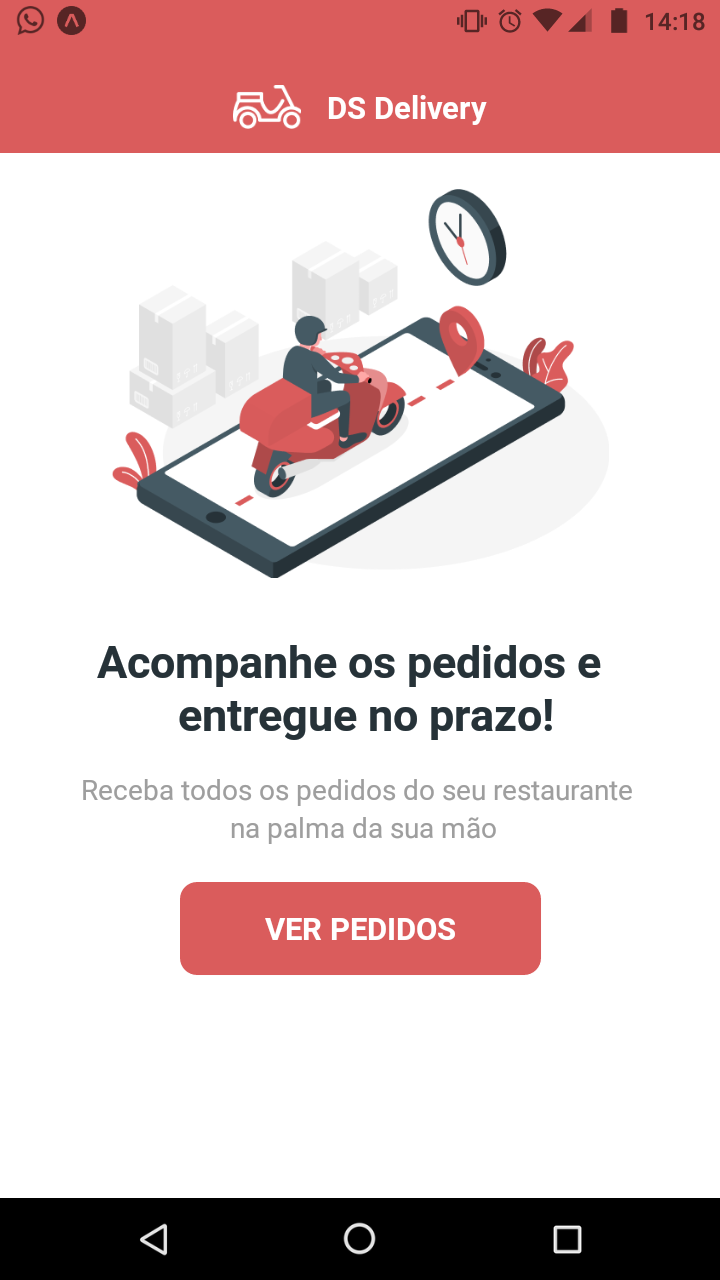 14:18
DS Delivery
Acompanhe os pedidos e
entregue no prazo!
Receba todos os pedidos do seu restaurante
na palma da sua mão
VER PEDIDOS